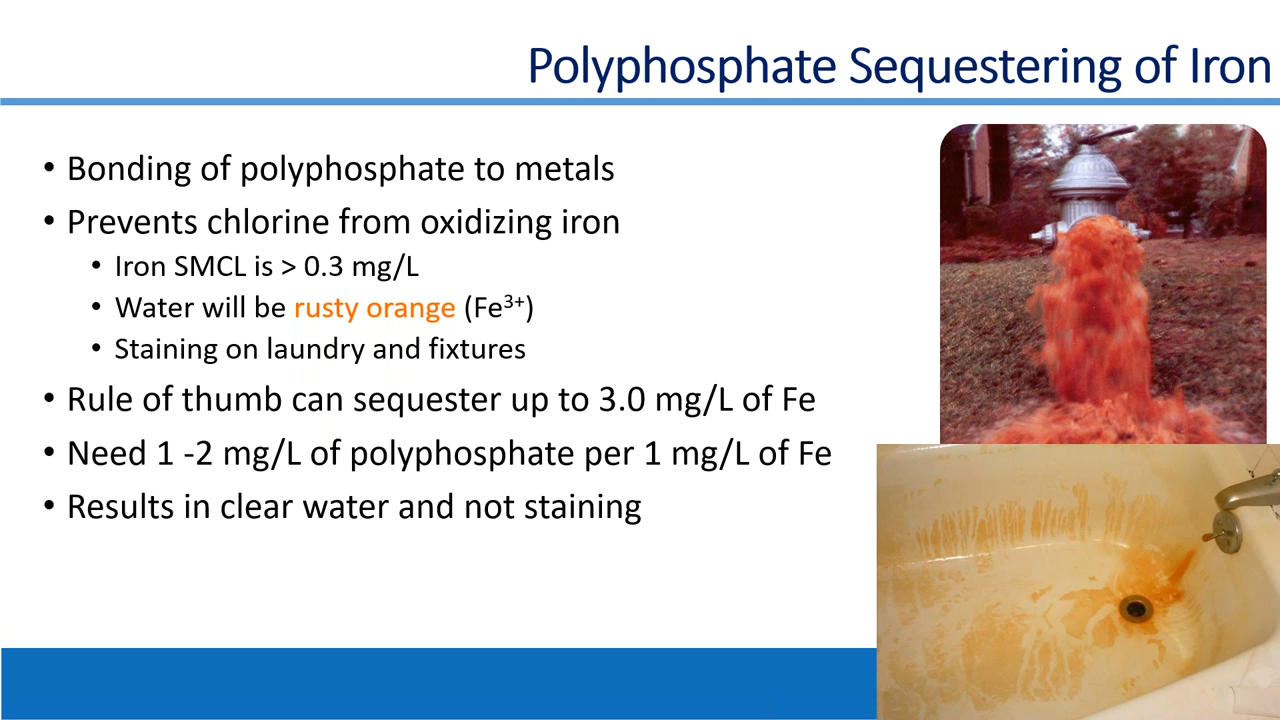 Polyphosphate Sequestering of Iron
• Bonding of polyphosphate to metals
• Prevents chlorine from oxidizing iron
• Iron SMCL is > 0.3 mg/L
• Water will be rusty orange (Fe³⁺)
• Staining on laundry and fixtures
• Rule of thumb can sequester up to 3.0 mg/L of Fe
• Need 1 -2 mg/L of polyphosphate per 1 mg/L of Fe
• Results in clear water and not staining